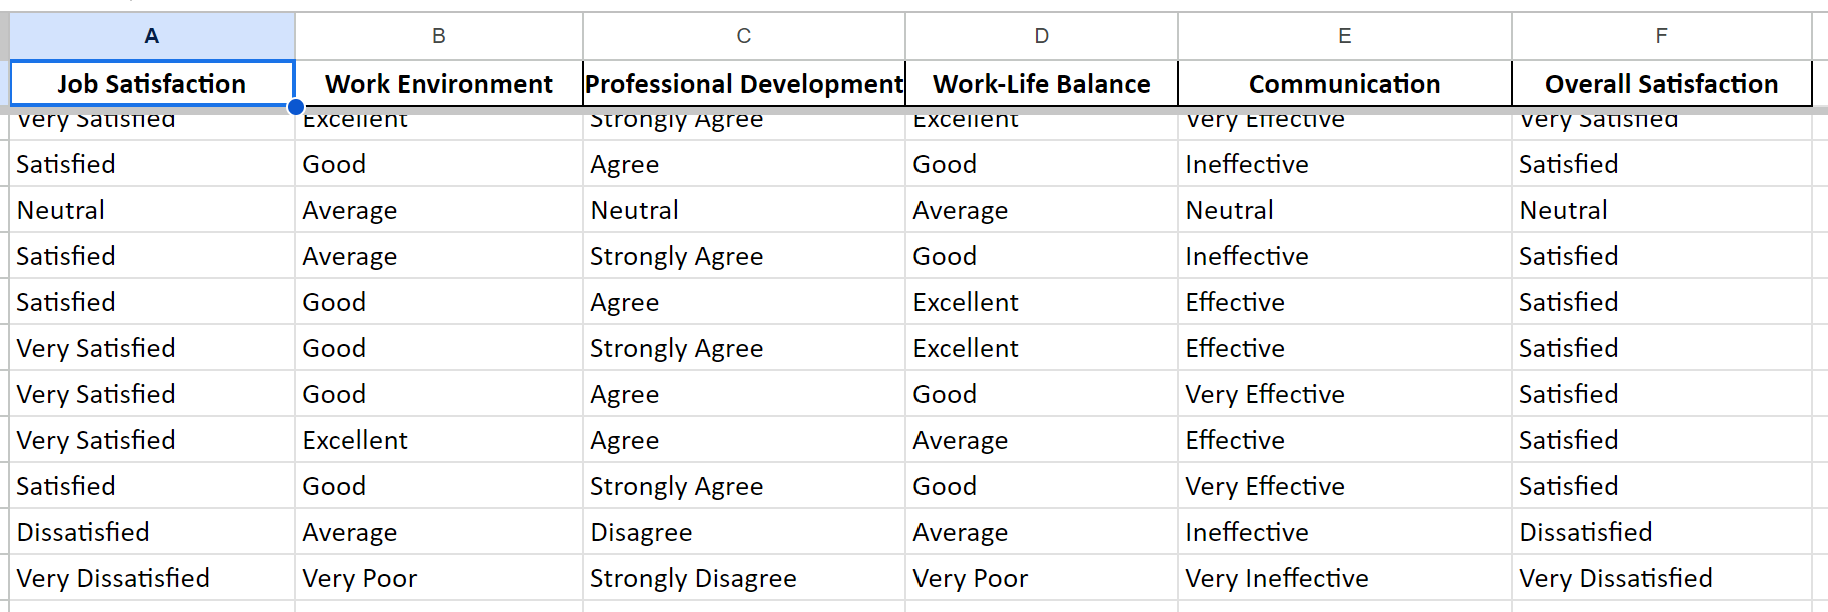 A B C D E F
Job Satisfaction Work Environment Professional Development Work-Life Balance Communication Overall Satisfaction
Very Satisfied Excellent Strongly Agree Excellent Very Effective Very Satisfied
Satisfied Good Agree Good Ineffective Satisfied
Neutral Average Neutral Average Neutral Neutral
Satisfied Average Strongly Agree Good Ineffective Satisfied
Satisfied Good Agree Excellent Effective Satisfied
Very Satisfied Good Strongly Agree Excellent Effective Satisfied
Very Satisfied Good Agree Good Very Effective Satisfied
Very Satisfied Excellent Agree Average Effective Satisfied
Satisfied Good Strongly Agree Good Very Effective Satisfied
Dissatisfied Average Disagree Average Ineffective Dissatisfied
Very Dissatisfied Very Poor Strongly Disagree Very Poor Very Ineffective Very Dissatisfied